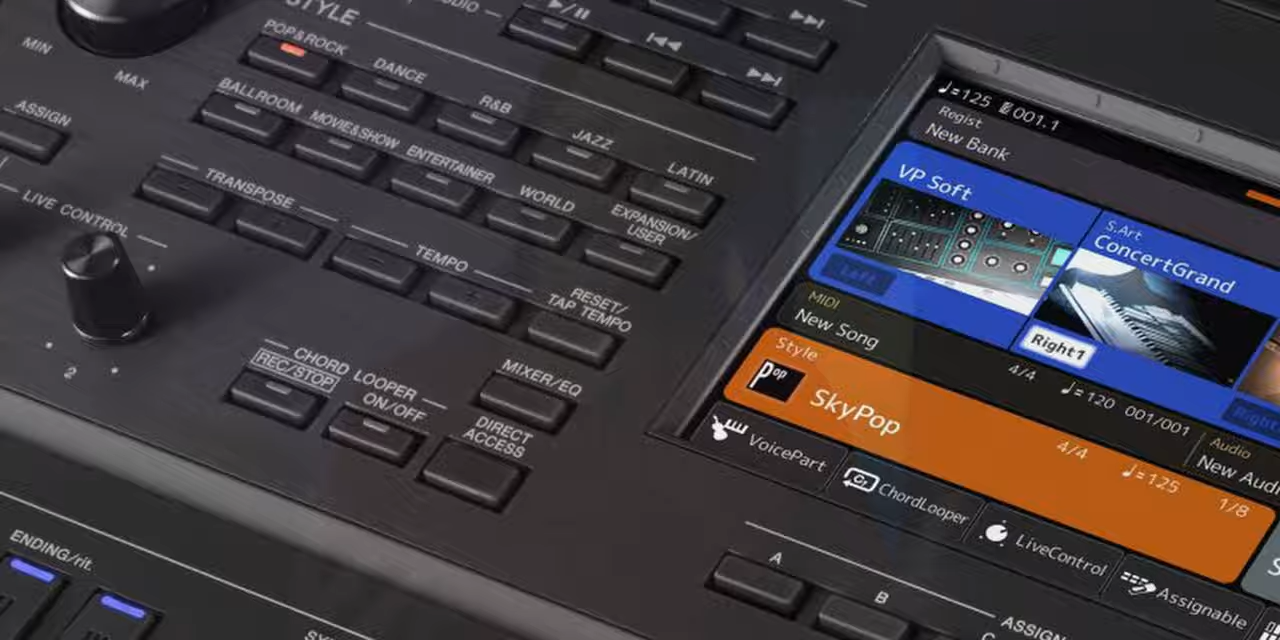 STYLE
MIN
MAX
POP&ROCK
DANCE
R&B
JAZZ
LATIN
BALLROOM
MOVIE&SHOW
ENTERTAINER
WORLD
EXPANSION/
USER
ASSIGN
TRANSPOSE
TEMPO
RESET/
TAP TEMPO
LIVE CONTROL
2
CHORD LOOPER
REC/STOP
ON/OFF
MIXER/EQ
DIRECT
ACCESS
ENDING/rit.
♩=125 001.1
Regist
New Bank
VP Soft
Left
S.Art
ConcertGrand
Right1
MIDI
New Song
4/4 ♩=120 001/001
Audio
Style
Pop
SkyPop
4/4 ♩=125 1/8
VoicePart
ChordLooper
LiveControl
Assignable
A
B